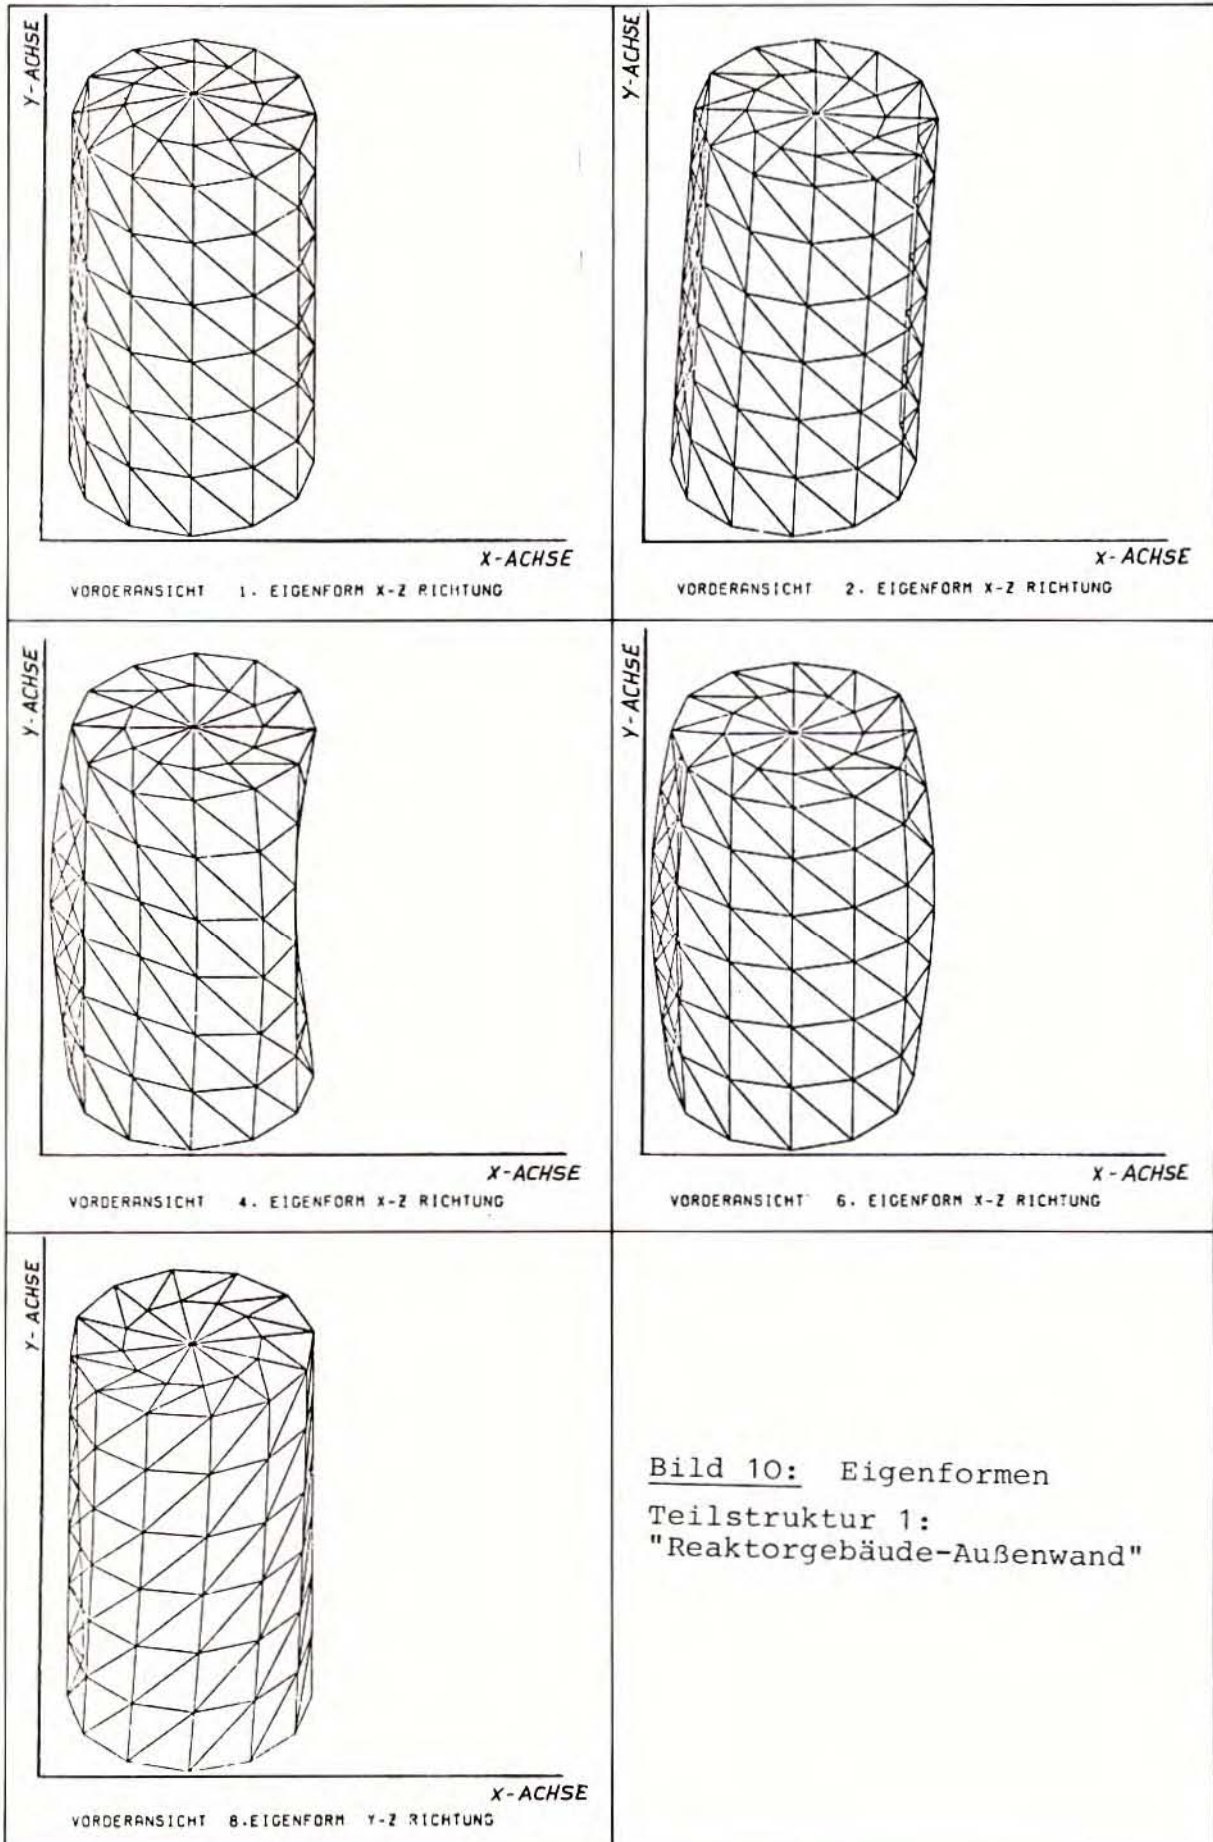 Y-ACHSE
X-ACHSE
VORDERANSICHT 1. EIGENFORM X-Z RICHTUNG
Y-ACHSE
X-ACHSE
VORDERANSICHT 2. EIGENFORM X-Z RICHTUNG
Y-ACHSE
X-ACHSE
VORDERANSICHT 4. EIGENFORM X-Z RICHTUNG
Y-ACHSE
X-ACHSE
VORDERANSICHT 6. EIGENFORM X-Z RICHTUNG
Y-ACHSE
X-ACHSE
VORDERANSICHT 8.EIGENFORM Y-Z RICHTUNG
Bild 10: Eigenformen
Teilstruktur 1:
"Reaktorgebäude-Außenwand"